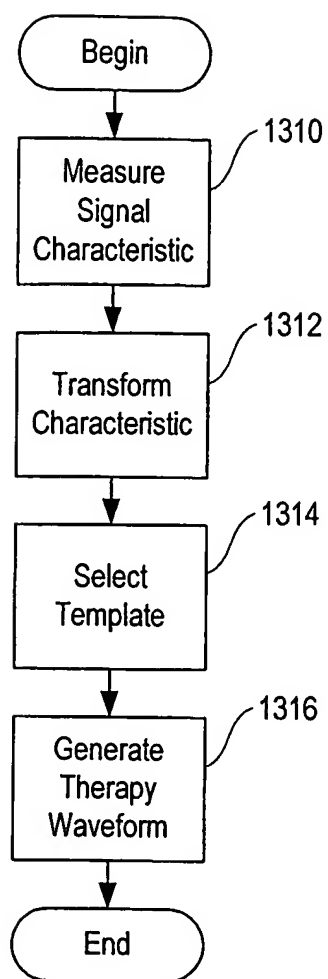 Begin
1310
Measure
Signal
Characteristic
1312
Transform
Characteristic
1314
Select
Template
1316
Generate
Therapy
Waveform
End